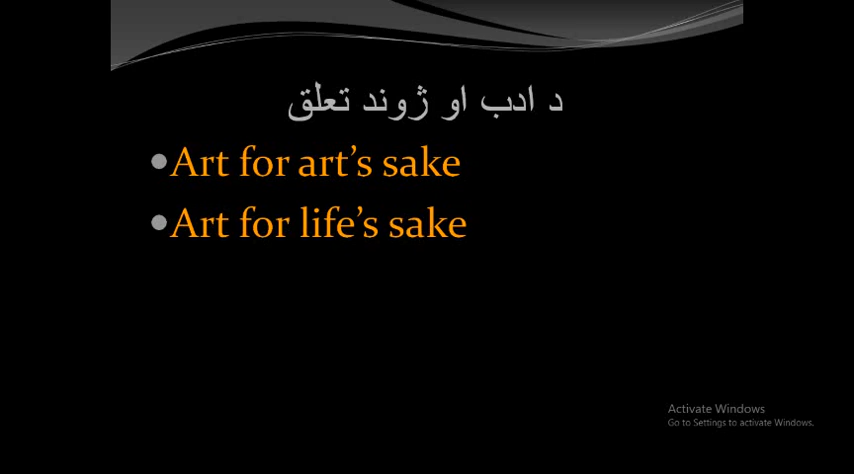 د ادب او ژوند تعلق
•Art for art’s sake
•Art for life’s sake
Activate Windows
Go to Settings to activate Windows.